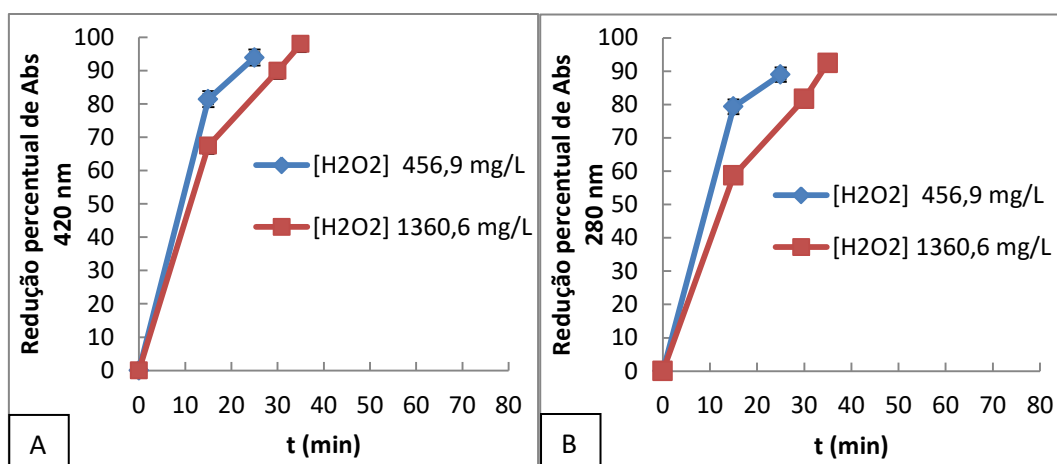 Redução percentual de Abs
420 nm
100
90
80
70
60
50
40
30
20
10
0
[H2O2] 456,9 mg/L
[H2O2] 1360,6 mg/L
0 10 20 30 40 50 60 70 80
t (min)
A
Redução percentual de Abs
280 nm
100
90
80
70
60
50
40
30
20
10
0
[H2O2] 456,9 mg/L
[H2O2] 1360,6 mg/L
0 10 20 30 40 50 60 70 80
t (min)
B